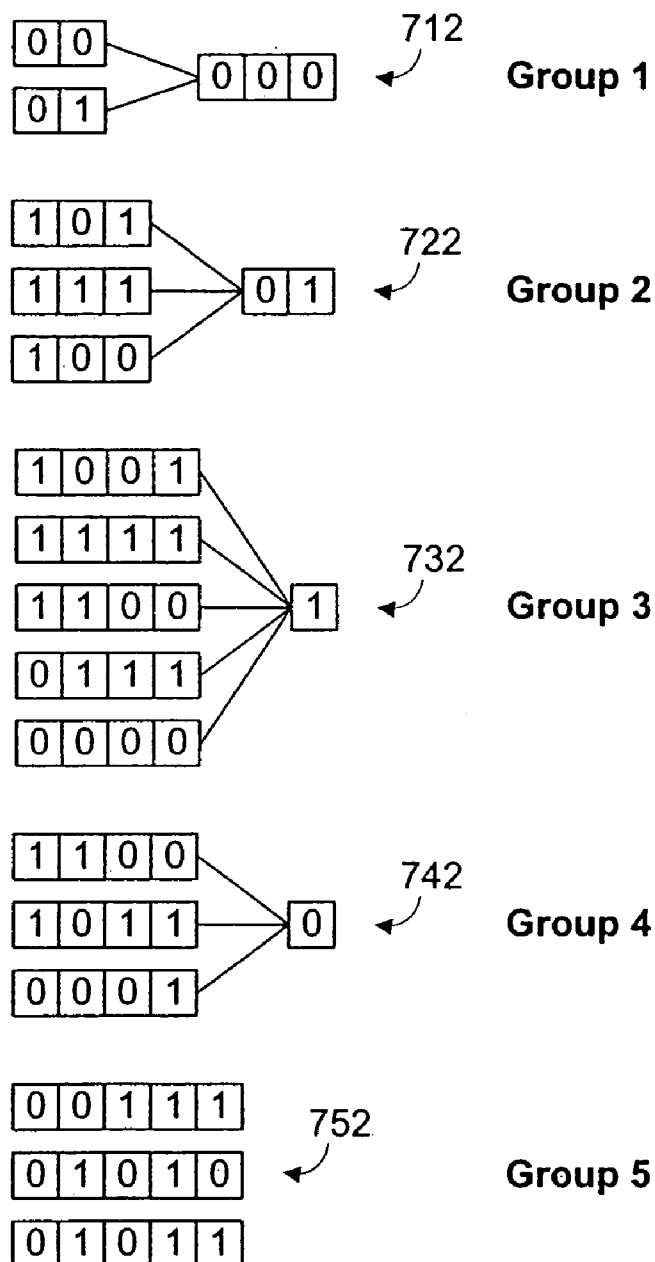 0 0
712
0 0 0
Group 1
0 1
1 0 1
722
1 1 1
0 1
Group 2
1 0 0
1 0 0 1
1 1 1 1
732
1 1 0 0
1
Group 3
0 1 1 1
0 0 0 0
1 1 0 0
742
1 0 1 1
0
Group 4
0 0 0 1
0 0 1 1 1
752
0 1 0 1 0
Group 5
0 1 0 1 1